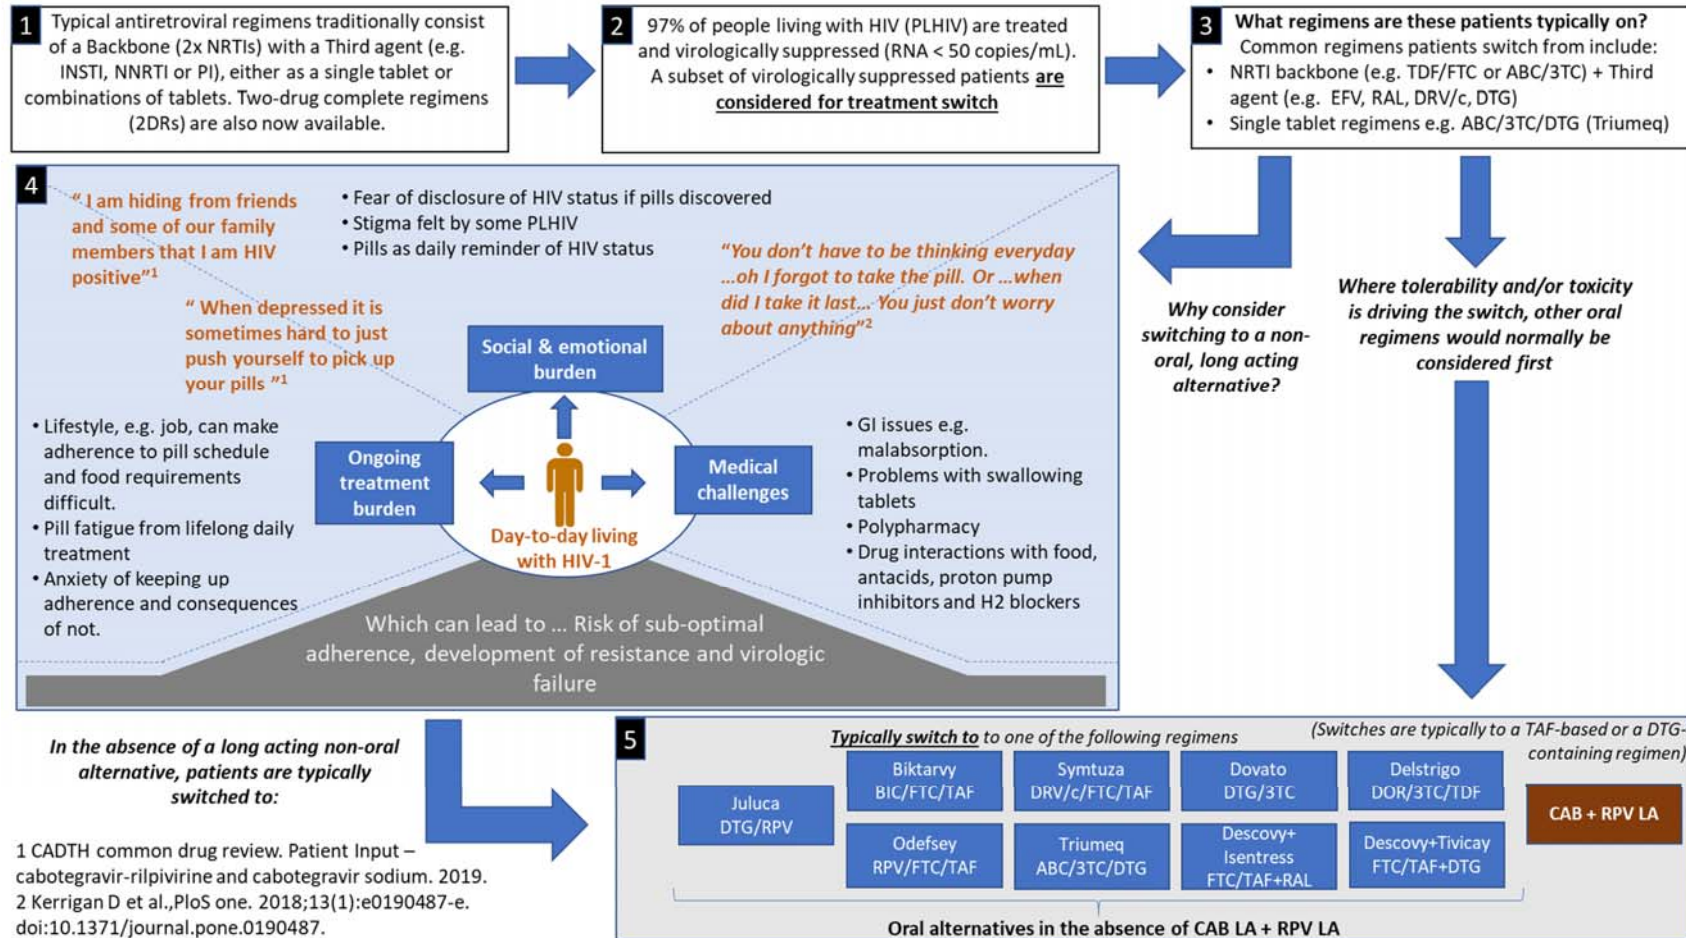 1
Typical antiretroviral regimens traditionally consist
of a Backbone (2x NRTIs) with a Third agent (e.g.
INSTI, NNRTI or PI), either as a single tablet or
combinations of tablets. Two-drug complete regimens
(2DRs) are also now available.
2
97% of people living with HIV (PLHIV) are treated
and virologically suppressed (RNA < 50 copies/mL).
A subset of virologically suppressed patients are
considered for treatment switch
3
What regimens are these patients typically on?
Common regimens patients switch from include:
• NRTI backbone (e.g. TDF/FTC or ABC/3TC) + Third
agent (e.g. EFV, RAL, DRV/c, DTG)
• Single tablet regimens e.g. ABC/3TC/DTG (Triumeq)
4
“ I am hiding from friends
and some of our family
members that I am HIV
positive”1
• Fear of disclosure of HIV status if pills discovered
• Stigma felt by some PLHIV
• Pills as daily reminder of HIV status
“ When depressed it is
sometimes hard to just
push yourself to pick up
your pills ”1
“You don’t have to be thinking everyday
…oh I forgot to take the pill. Or …when
did I take it last… You just don’t worry
about anything”2
Social & emotional
burden
• Lifestyle, e.g. job, can make
adherence to pill schedule
and food requirements
difficult.
• Pill fatigue from lifelong daily
treatment
• Anxiety of keeping up
adherence and consequences
of not.
Ongoing
treatment
burden
Medical
challenges
Day-to-day living
with HIV-1
• GI issues e.g.
malabsorption.
• Problems with swallowing
tablets
• Polypharmacy
• Drug interactions with food,
antacids, proton pump
inhibitors and H2 blockers
Which can lead to … Risk of sub-optimal
adherence, development of resistance and virologic
failure
Why consider
switching to a non-
oral, long acting
alternative?
Where tolerability and/or toxicity
is driving the switch, other oral
regimens would normally be
considered first
In the absence of a long acting non-oral
alternative, patients are typically
switched to:
5
Typically switch to to one of the following regimens
(Switches are typically to a TAF-based or a DTG-
containing regimen)
Juluca
DTG/RPV
Biktarvy
BIC/FTC/TAF
Symtuza
DRV/c/FTC/TAF
Dovato
DTG/3TC
Delstrigo
DOR/3TC/TDF
Odefsey
RPV/FTC/TAF
Triumeq
ABC/3TC/DTG
Descovy+
Isentress
FTC/TAF+RAL
Descovy+Tivicay
FTC/TAF+DTG
CAB + RPV LA
Oral alternatives in the absence of CAB LA + RPV LA
1 CADTH common drug review. Patient Input –
cabotegravir-rilpivirine and cabotegravir sodium. 2019.
2 Kerrigan D et al.,PloS one. 2018;13(1):e0190487-e.
doi:10.1371/journal.pone.0190487.